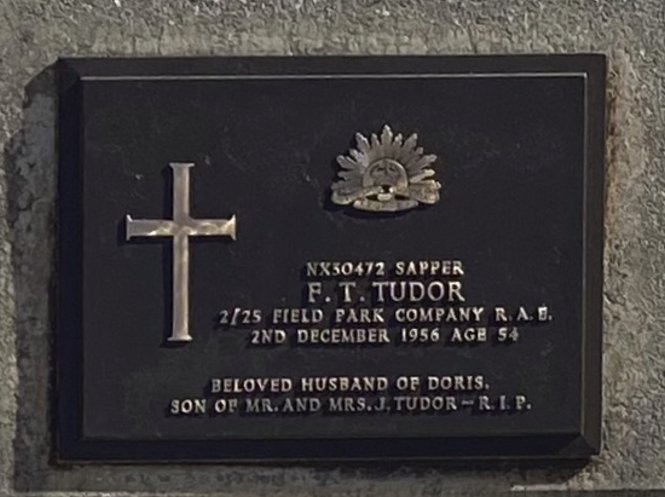 NX50472 SAPPER
F. T. TUDOR
2/25 FIELD PARK COMPANY R. A. E.
2ND DECEMBER 1956 AGE 54
BELOVED HUSBAND OF DORIS.
SON OF MR. AND MRS. J. TUDOR — R. I. P.